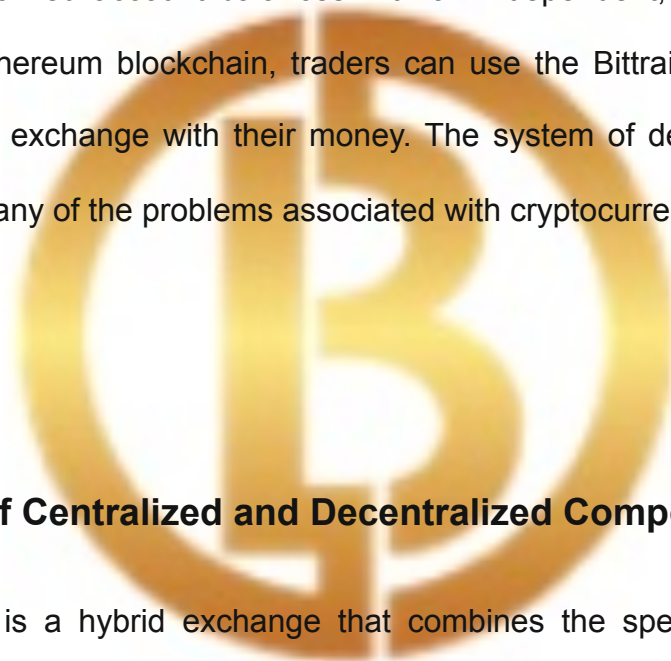 hereum blockchain, traders can use the Bittrai
exchange with their money. The system of de
any of the problems associated with cryptocurre
f Centralized and Decentralized Comp
is a hybrid exchange that combines the spe